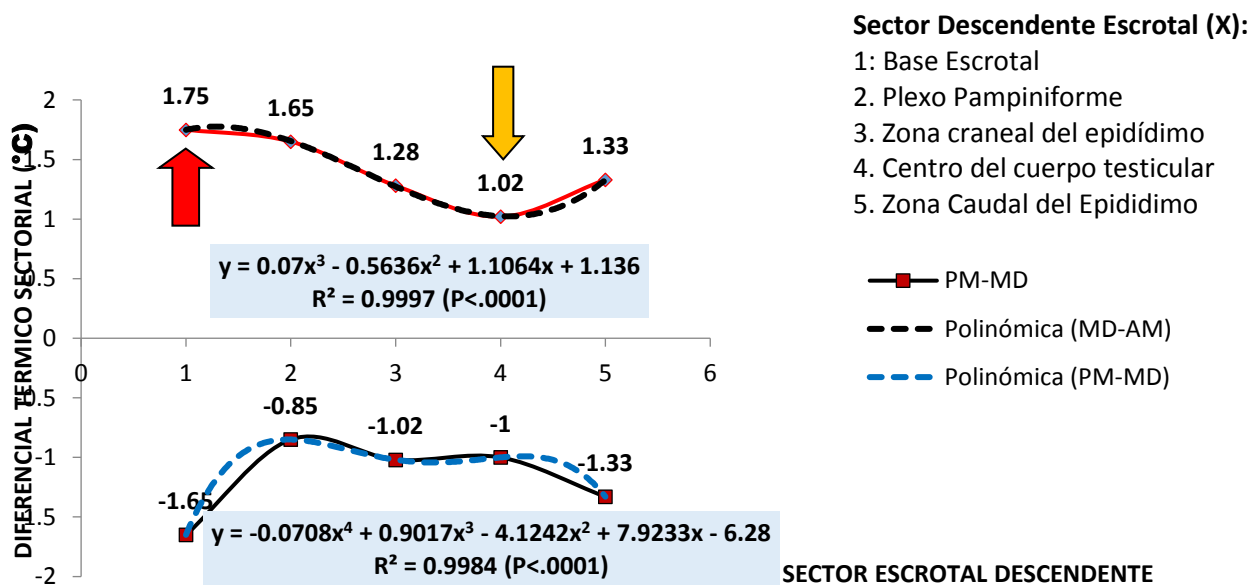 Sector Descendente Escrotal (X):
1: Base Escrotal
2. Plexo Pampiniforme
3. Zona craneal del epidídimo
4. Centro del cuerpo testicular
5. Zona Caudal del Epididimo
PM-MD
Polinómica (MD-AM)
Polinómica (PM-MD)
DIFERENCIAL TERMICO SECTORIAL (°C)
2
1.5
1
0.5
0
-0.5
-1
-1.5
-2
1.75
1.65
1.28
1.02
1.33
y = 0.07x³ - 0.5636x² + 1.1064x + 1.136
R² = 0.9997 (P<.0001)
0 1 2 3 4 5 6
-1.65
-0.85
-1.02
-1
-1.33
y = -0.0708x⁴ + 0.9017x³ - 4.1242x² + 7.9233x - 6.28
R² = 0.9984 (P<.0001)
SECTOR ESCROTAL DESCENDENTE